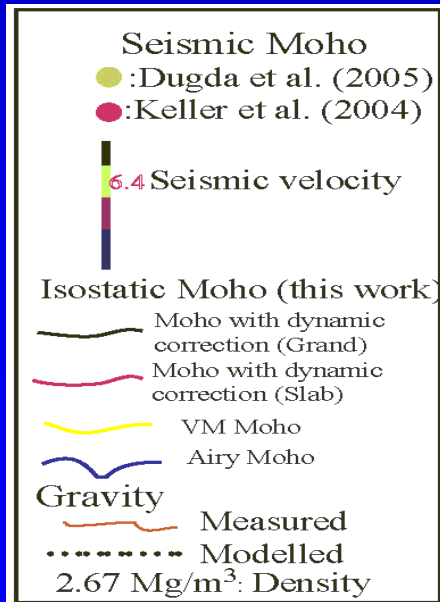 Seismic Moho
:Dugda et al. (2005)
:Keller et al. (2004)
6.4 Seismic velocity
Isostatic Moho (this work)
Moho with dynamic
correction (Grand)
Moho with dynamic
correction (Slab)
VM Moho
Airy Moho
Gravity
Measured
Modelled
2.67 Mg/m³: Density